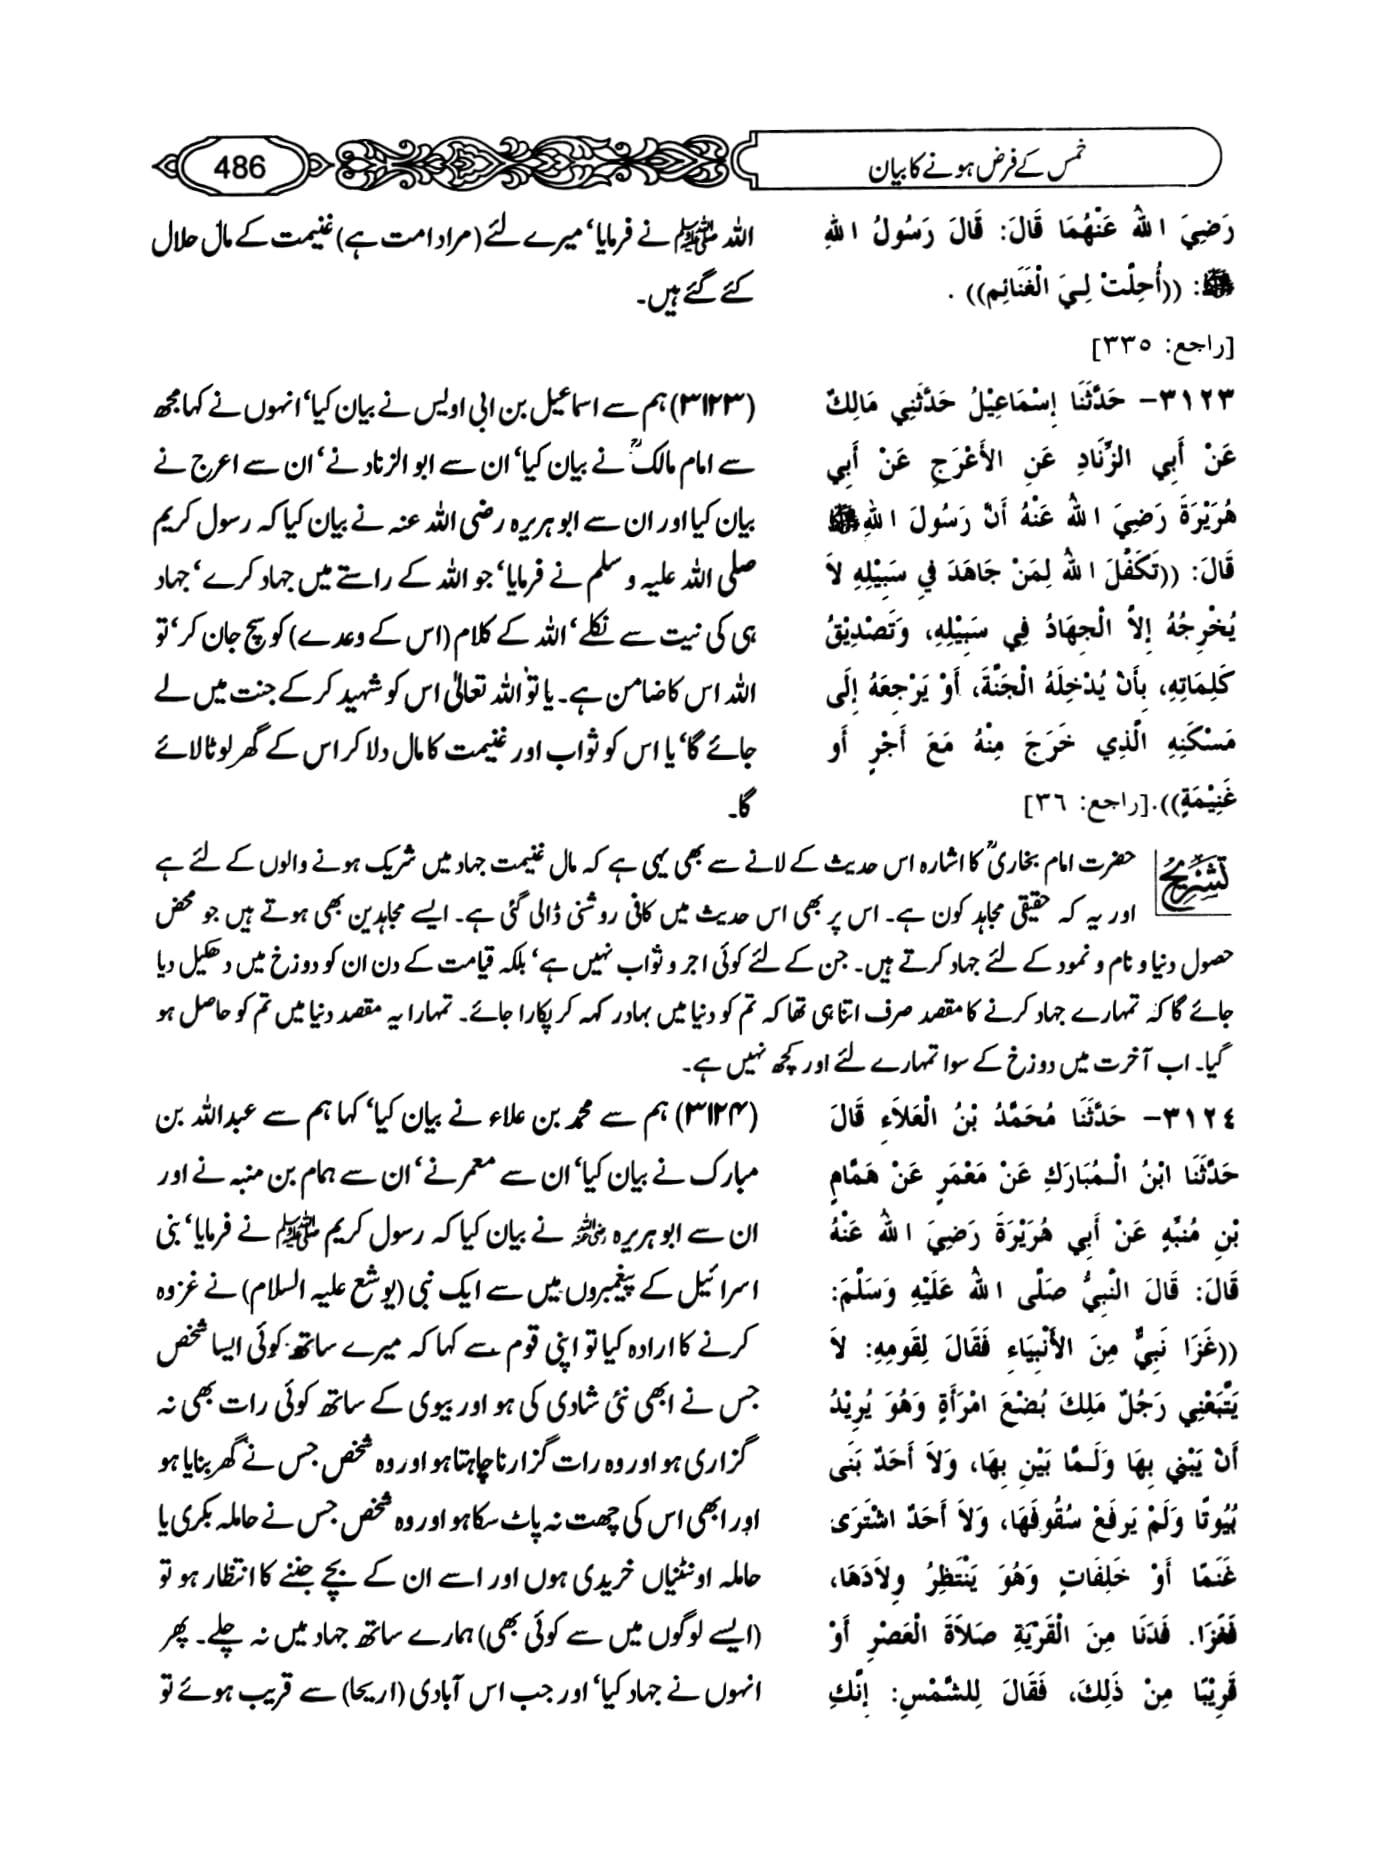 خمس کے فرض ہونے کا بیان
486
رَضِيَ اللهُ عَنْهُمَا قَالَ: قَالَ رَسُولُ اللهِ
ﷺ: ((أُحِلَّتْ لِيَ الْغَنَائِم)) .
[راجع: ٣٣٥]
اللہ ﷺ نے فرمایا‘ میرے لئے (مراد امت ہے) غنیمت کے مال حلال
کئے گئے ہیں۔
٣١٢٣- حَدَّثَنَا إِسْمَاعِيْلُ حَدَّثَنِي مَالِكٌ
عَنْ أَبِي الزِّنَادِ عَنِ الأَعْرَجِ عَنْ أَبِي
هُرَيْرَةَ رَضِيَ اللهُ عَنْهُ أَنَّ رَسُولَ اللهِ ﷺ
قَالَ: ((تَكَفَّلَ اللهُ لِمَنْ جَاهَدَ فِي سَبِيْلِهِ لاَ
يُخْرِجُهُ إِلاَّ الْجِهَادُ فِي سَبِيْلِهِ، وَتَصْدِيْقُ
كَلِمَاتِهِ، بِأَنْ يُدْخِلَهُ الْجَنَّةَ، أَوْ يَرْجِعَهُ إِلَى
مَسْكَنِهِ الَّذِي خَرَجَ مِنْهُ مَعَ أَجْرٍ أَو
غَنِيْمَةٍ)).[راجع: ٣٦]
(۳۱۲۳) ہم سے اسماعیل بن ابی اویس نے بیان کیا‘ انہوں نے کہا مجھ
سے امام مالکؒ نے بیان کیا‘ ان سے ابو الزناد نے‘ ان سے اعرج نے
بیان کیا اور ان سے ابو ہریرہ رضی اللہ عنہ نے بیان کیا کہ رسول کریم
صلی اللہ علیہ و سلم نے فرمایا‘ جو اللہ کے راستے میں جہاد کرے‘ جہاد
ہی کی نیت سے نکلے‘ اللہ کے کلام (اس کے وعدے) کو سچ جان کر‘ تو
اللہ اس کا ضامن ہے۔ یا تو اللہ تعالیٰ اس کو شہید کر کے جنت میں لے
جائے گا‘ یا اس کو ثواب اور غنیمت کا مال دلا کر اس کے گھر لوٹا لائے
گا۔
تشریح
حضرت امام بخاریؒ کا اشارہ اس حدیث کے لانے سے بھی یہی ہے کہ مال غنیمت جہاد میں شریک ہونے والوں کے لئے ہے
اور یہ کہ حقیقی مجاہد کون ہے۔ اس پر بھی اس حدیث میں کافی روشنی ڈالی گئی ہے۔ ایسے مجاہدین بھی ہوتے ہیں جو محض
حصول دنیا و نام و نمود کے لئے جہاد کرتے ہیں۔ جن کے لئے کوئی اجر و ثواب نہیں ہے‘ بلکہ قیامت کے دن ان کو دوزخ میں دھکیل دیا
جائے گا کہ تمہارے جہاد کرنے کا مقصد صرف اتنا ہی تھا کہ تم کو دنیا میں بہادر کہہ کر پکارا جائے۔ تمہارا یہ مقصد دنیا میں تم کو حاصل ہو
گیا۔ اب آخرت میں دوزخ کے سوا تمہارے لئے اور کچھ نہیں ہے۔
٣١٢٤- حَدَّثَنَا مُحَمَّدُ بْنُ الْعَلاَءِ قَالَ
حَدَّثَنَا ابْنُ الْـمُبَارَكِ عَنْ مَعْمَرٍ عَنْ هَمَّامِ
بْنِ مُنَبِّهٍ عَنْ أَبِي هُرَيْرَةَ رَضِيَ اللهُ عَنْهُ
قَالَ: قَالَ النَّبِيُّ صَلَّى اللهُ عَلَيْهِ وَسَلَّمَ:
((غَزَا نَبِيٌّ مِنَ الأَنْبِيَاءِ فَقَالَ لِقَومِهِ: لاَ
يَتْبَعْنِي رَجُلٌ مَلِكَ بُضْعَ امْرَأَةٍ وَهُوَ يُرِيْدُ
أَنْ يَبْنِي بِهَا وَلَـمَّا بَيْنِ بِهَا، وَلاَ أَحَدٌ بَنَى
بُيُوتًا وَلَمْ يَرفَعْ سُقُوفَهَا، وَلاَ أَحَدٌ اشْتَرَى
غَنَمًا أَوْ خَلِفَاتٍ وَهُوَ يَنْتَظِرُ وِلاَدَهَا،
فَغَزَا. فَدَنَا مِنَ الْقَرْيَةِ صَلاَةَ الْعَصْرِ أَوْ
قَرِيْبًا مِنْ ذَلِكَ، فَقَالَ لِلشَّمْسِ: إِنَّكِ
(۳۱۲۴) ہم سے محمد بن علاء نے بیان کیا‘ کہا ہم سے عبداللہ بن
مبارک نے بیان کیا‘ ان سے معمر نے‘ ان سے ہمام بن منبہ نے اور
ان سے ابو ہریرہ رضی اللہ عنہ نے بیان کیا کہ رسول کریم ﷺ نے فرمایا‘ بنی
اسرائیل کے پیغمبروں میں سے ایک نبی (یوشع علیہ السلام) نے غزوہ
کرنے کا ارادہ کیا تو اپنی قوم سے کہا کہ میرے ساتھ کوئی ایسا شخص
جس نے ابھی نئی شادی کی ہو اور بیوی کے ساتھ کوئی رات بھی نہ
گزاری ہو اور وہ رات گزارنا چاہتا ہو اور وہ شخص جس نے گھر بنایا ہو
اور ابھی اس کی چھت نہ پاٹ سکا ہو اور وہ شخص جس نے حاملہ بکری یا
حاملہ اونٹنیاں خریدی ہوں اور اسے ان کے بچے جننے کا انتظار ہو تو
(ایسے لوگوں میں سے کوئی بھی) ہمارے ساتھ جہاد میں نہ چلے۔ پھر
انہوں نے جہاد کیا‘ اور جب اس آبادی (اریحا) سے قریب ہوئے تو